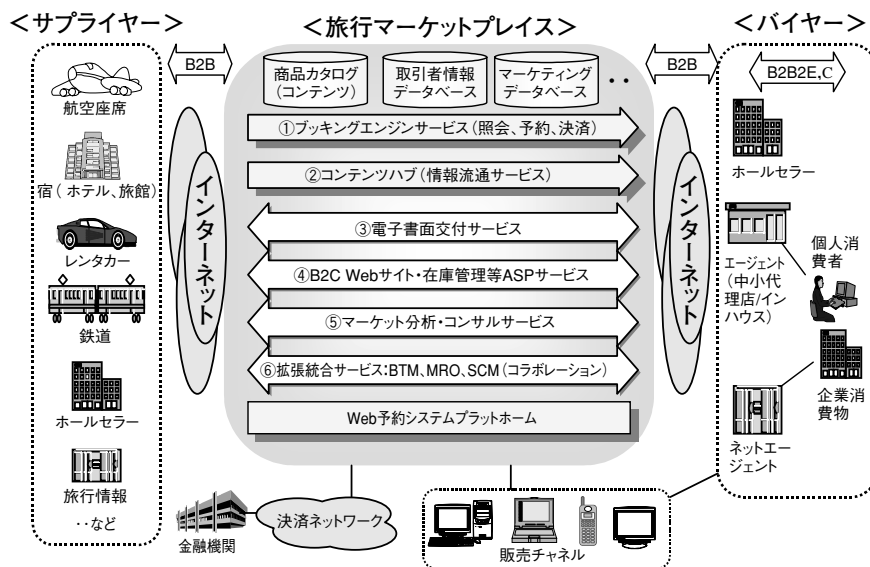 ＜サプライヤー＞
＜旅行マーケットプレイス＞
＜バイヤー＞
B2B
B2B
B2B2E,C
商品カタログ
(コンテンツ)
取引者情報
データベース
マーケティング
データベース
‥
航空座席
宿( ホテル、旅館)
レンタカー
鉄道
ホールセラー
旅行情報
‥など
インターネット
①ブッキングエンジンサービス(照会、予約、決済)
②コンテンツハブ(情報流通サービス)
③電子書面交付サービス
④B2C Webサイト・在庫管理等ASPサービス
⑤マーケット分析・コンサルサービス
⑥拡張統合サービス:BTM、MRO、SCM(コラボレーション)
Web予約システムプラットホーム
インターネット
ホールセラー
エージェント
(中小代
理店/イン
ハウス)
個人消
費者
企業消
費物
ネットエー
ジェント
金融機関
決済ネットワーク
販売チャネル